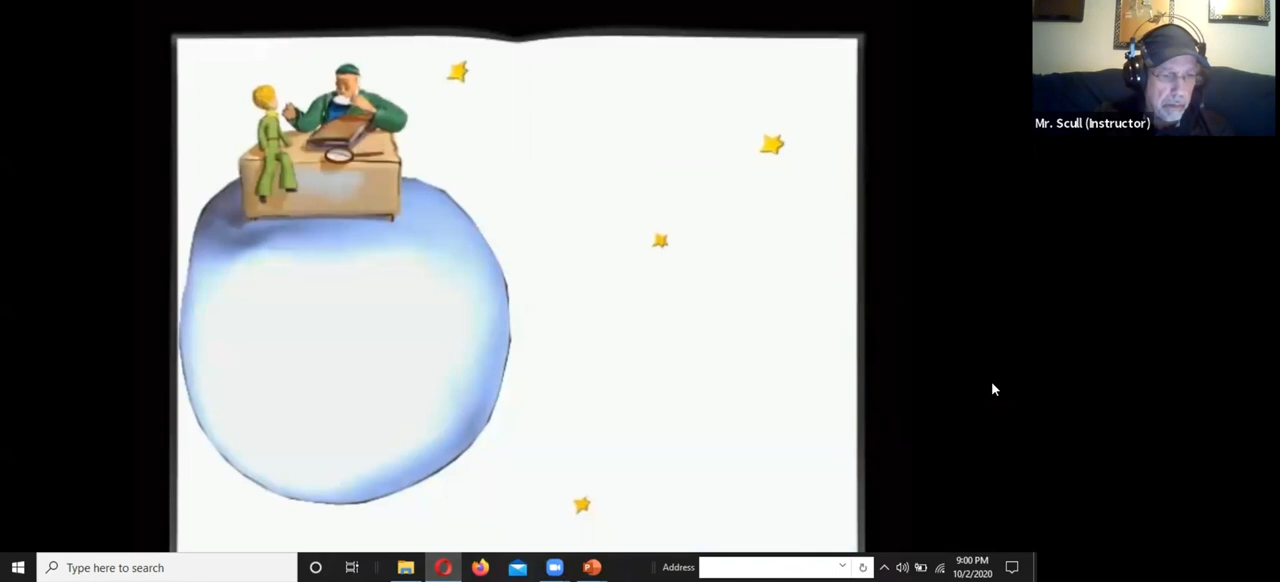 Mr. Scull (Instructor)
Type here to search
Address
9:00 PM
10/2/2020